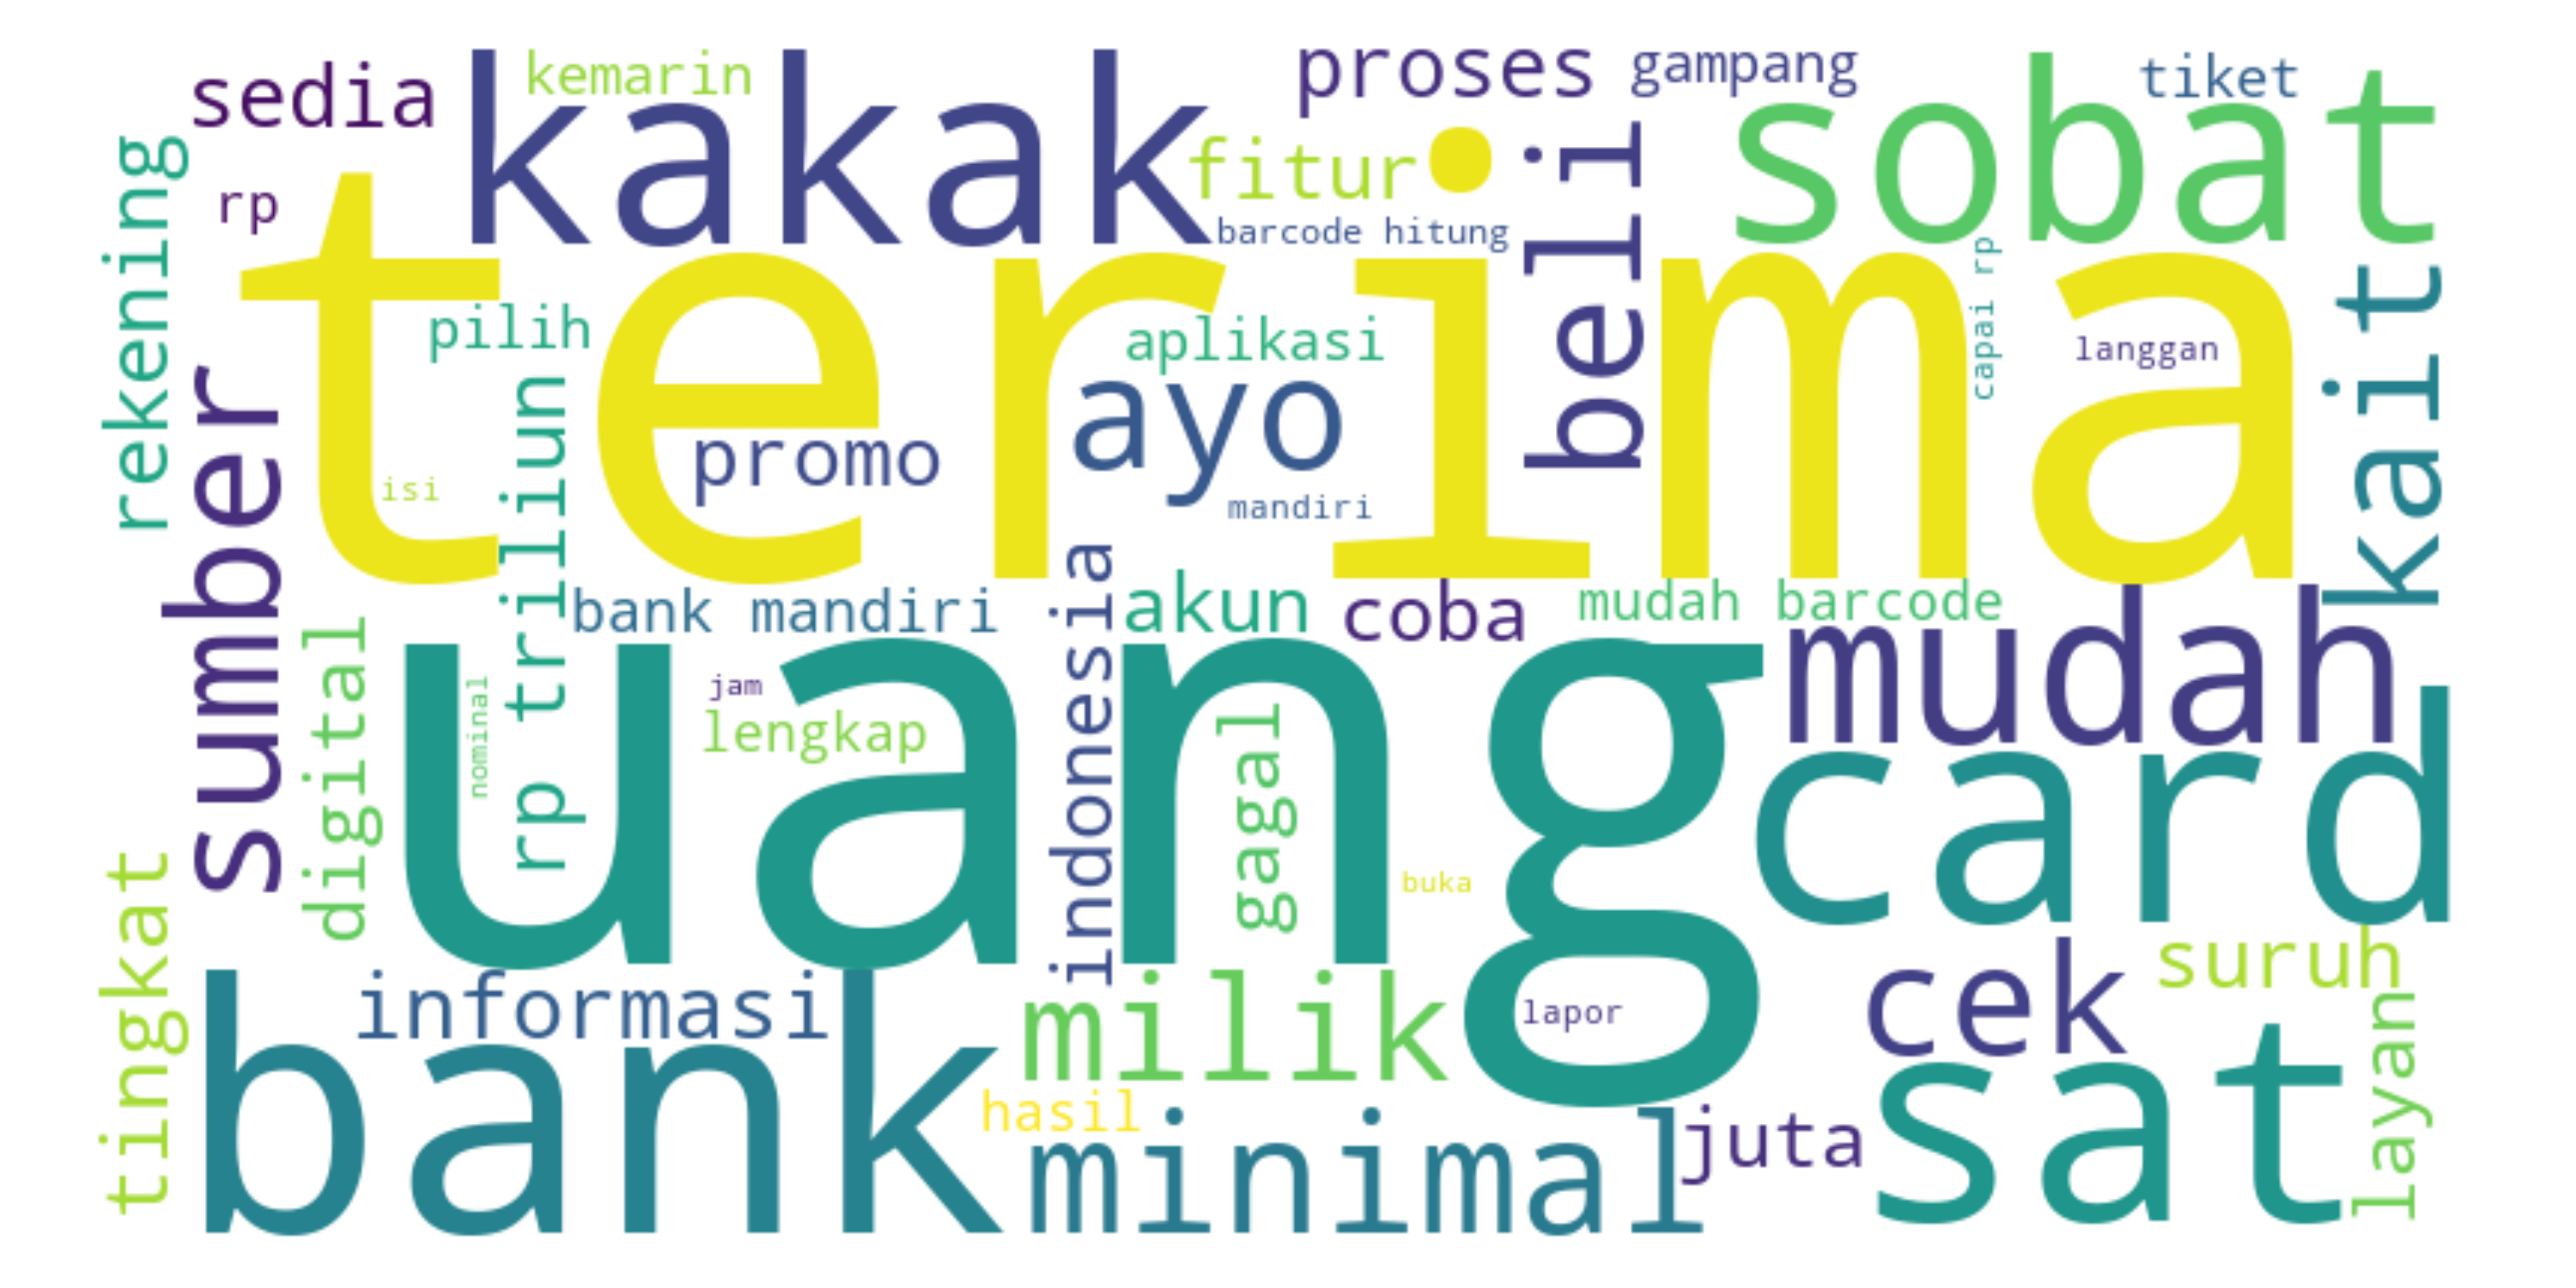 kemarin
proses
gampang
tiket
sedia
kakak
sobat
fitur
rp
barcode hitung
beli
rekening
terima
pilih
aplikasi
capai rp
langgan
kait
ayo
promo
isi
mandiri
sumber
rp triliun
bank mandiri
indonesia
akun
coba
mudah barcode
mudah
digital
uang
nominal
jam
lengkap
gagal
buka
card
tingkat
informasi
bank
milik
lapor
cek
suruh
layan
hasil
minimal
juta
sat